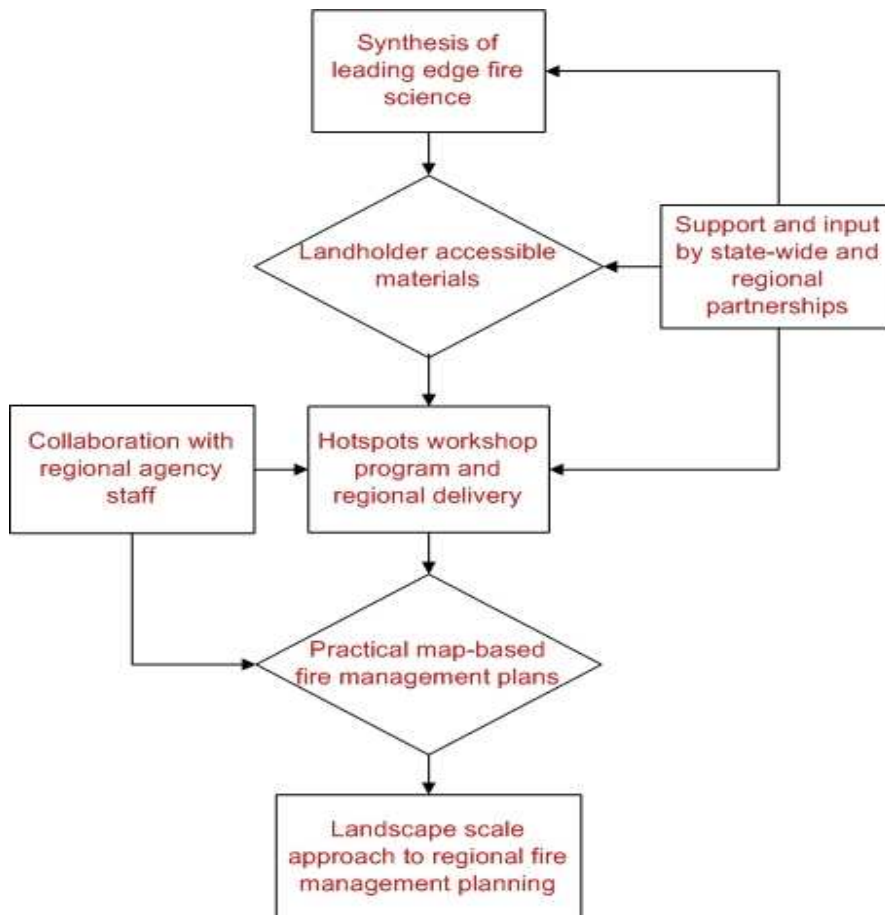 Synthesis of
leading edge fire
science
Landholder accessible
materials
Support and input
by state-wide and
regional
partnerships
Collaboration with
regional agency
staff
Hotspots workshop
program and
regional delivery
Practical map-based
fire management plans
Landscape scale
approach to regional fire
management planning